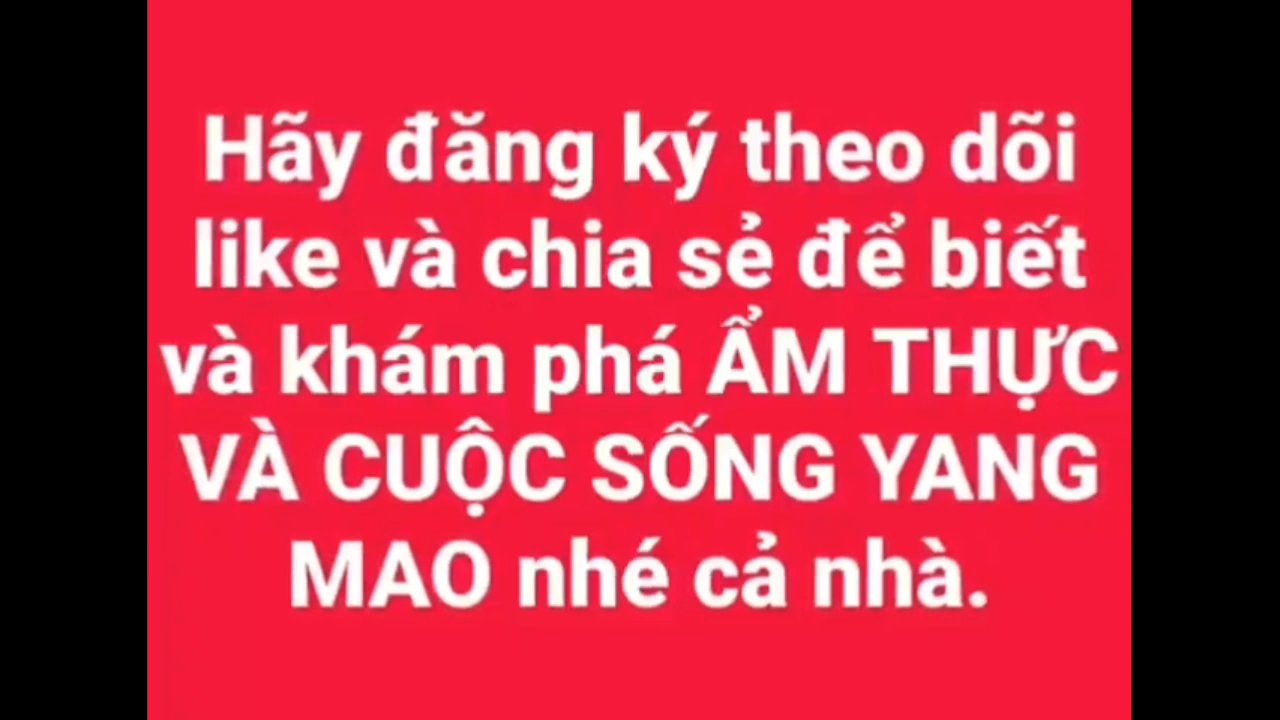 Hãy đăng ký theo dõi
like và chia sẻ để biết
và khám phá ẨM THỰC
VÀ CUỘC SỐNG YANG
MAO nhé cả nhà.